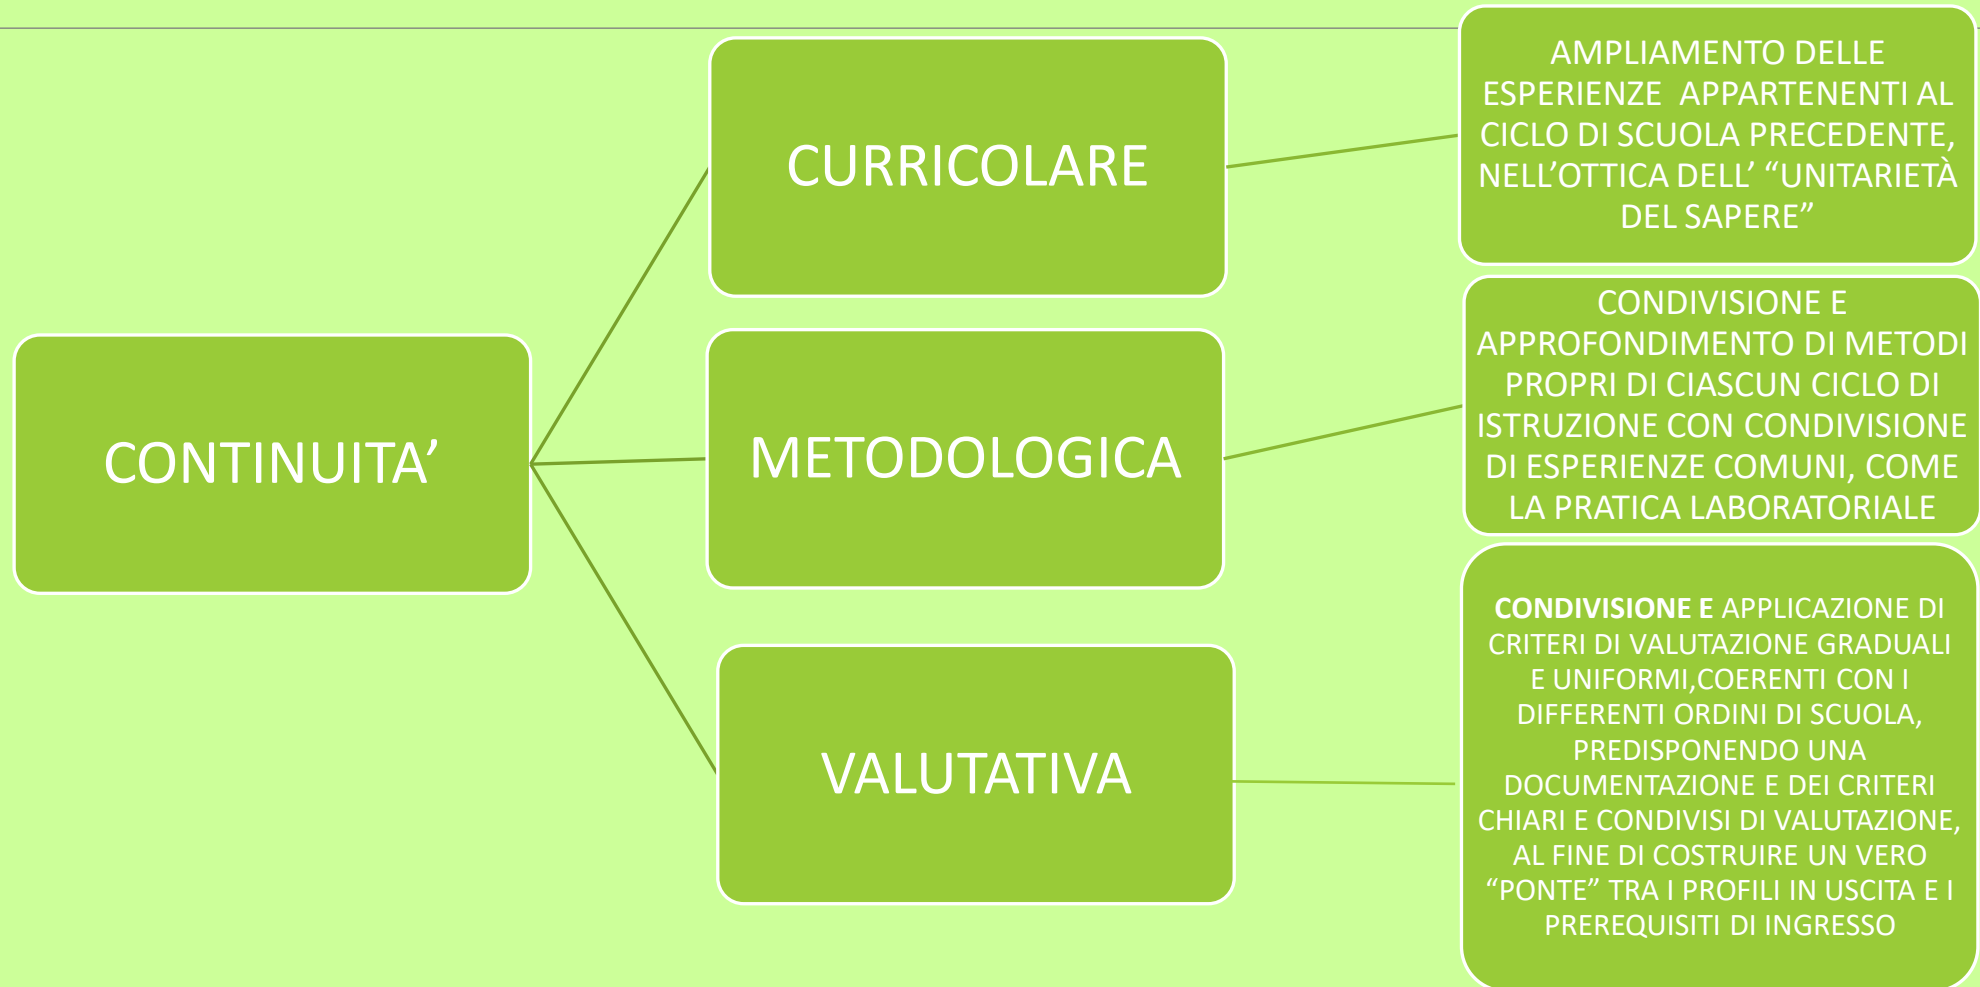 CONTINUITA’
CURRICOLARE
AMPLIAMENTO DELLE
ESPERIENZE APPARTENENTI AL
CICLO DI SCUOLA PRECEDENTE,
NELL’OTTICA DELL’ “UNITARIETÀ
DEL SAPERE”
METODOLOGICA
CONDIVISIONE E
APPROFONDIMENTO DI METODI
PROPRI DI CIASCUN CICLO DI
ISTRUZIONE CON CONDIVISIONE
DI ESPERIENZE COMUNI, COME
LA PRATICA LABORATORIALE
VALUTATIVA
CONDIVISIONE E APPLICAZIONE DI
CRITERI DI VALUTAZIONE GRADUALI
E UNIFORMI,COERENTI CON I
DIFFERENTI ORDINI DI SCUOLA,
PREDISPONENDO UNA
DOCUMENTAZIONE E DEI CRITERI
CHIARI E CONDIVISI DI VALUTAZIONE,
AL FINE DI COSTRUIRE UN VERO
“PONTE” TRA I PROFILI IN USCITA E I
PREREQUISITI DI INGRESSO